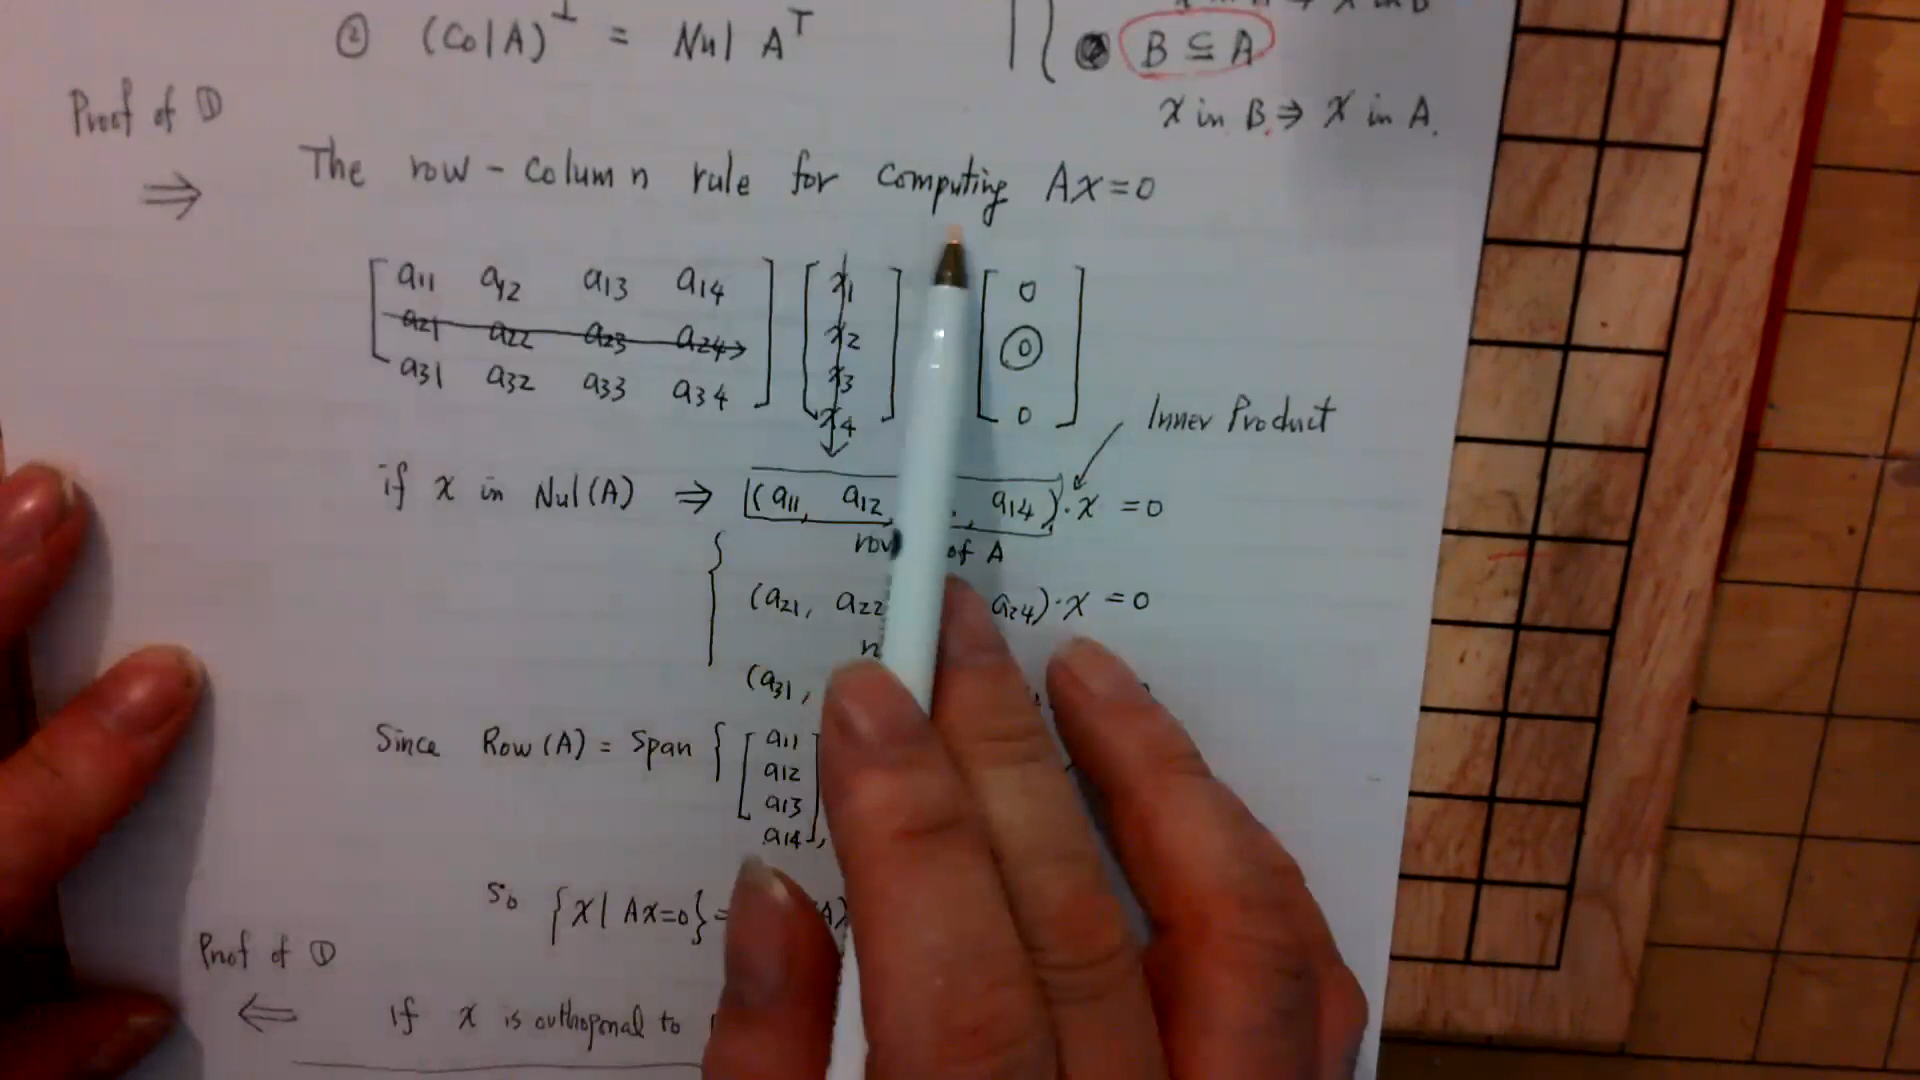 ② (Col A)⊥ = Nul Aᵀ
B ⊆ A
x in B ⇒ x in A.
Proof of ①
⇒ The row-column rule for computing Ax=0
[ a11 a12 a13 a14 ] [ x1 ] [ 0 ]
a21 a22 a23 a24 x2 0
a31 a32 a33 a34 x3 0
x4
Inner Product
if x in Nul(A) ⇒ (a11, a12, ., a14) · x = 0
of A
(a21, a22 a24) · x = 0
(a31,
Since Row(A) = Span { [ a11
a12
a13
a14 ],
So {x | Ax=0} = A)
Proof of ①
⇐ If x is orthogonal to